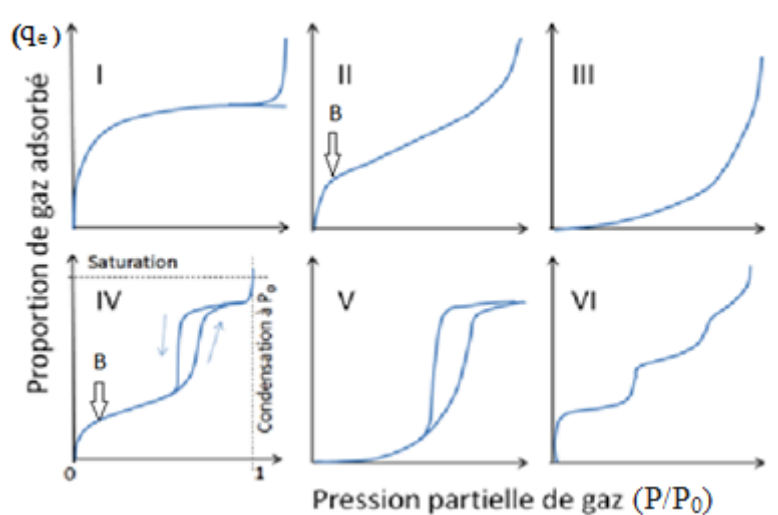 (qe)
Proportion de gaz adsorbé
I
II
B
III
Saturation
IV
B
Condensation à P0
0
1
V
VI
Pression partielle de gaz (P/P0)